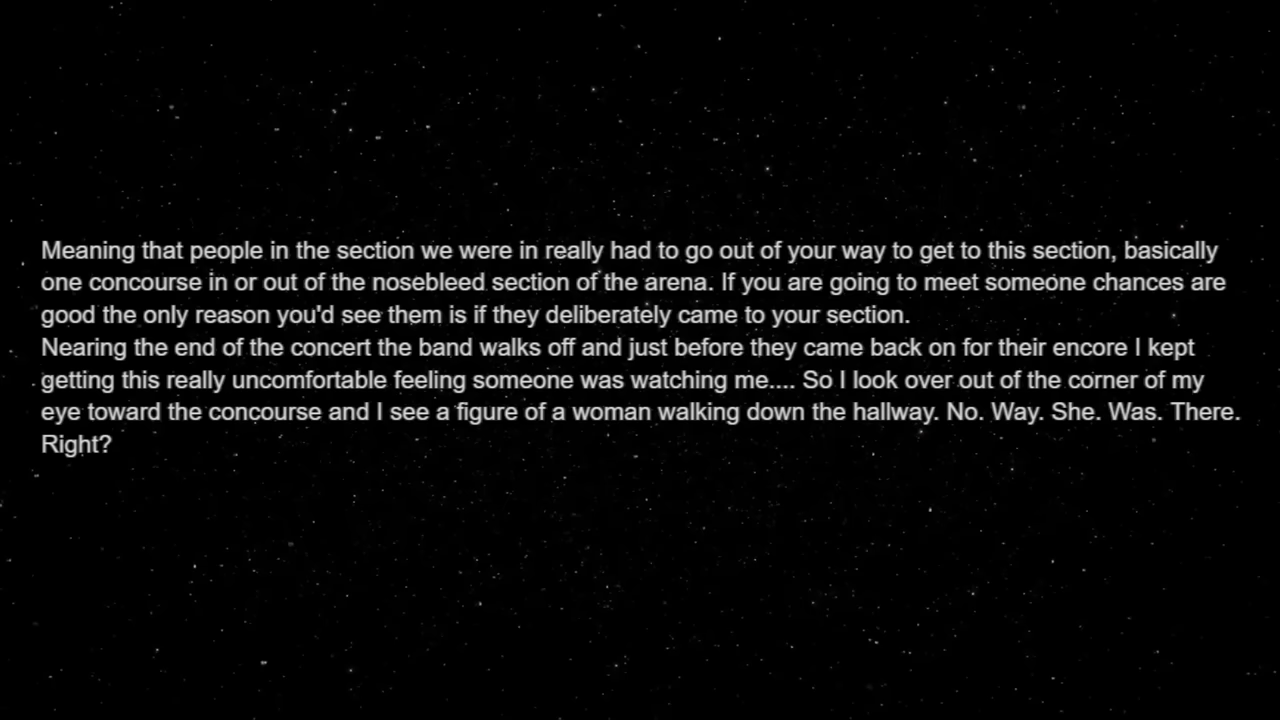 Meaning that people in the section we were in really had to go out of your way to get to this section, basically
one concourse in or out of the nosebleed section of the arena. If you are going to meet someone chances are
good the only reason you'd see them is if they deliberately came to your section.
Nearing the end of the concert the band walks off and just before they came back on for their encore I kept
getting this really uncomfortable feeling someone was watching me.... So I look over out of the corner of my
eye toward the concourse and I see a figure of a woman walking down the hallway. No. Way. She. Was. There.
Right?